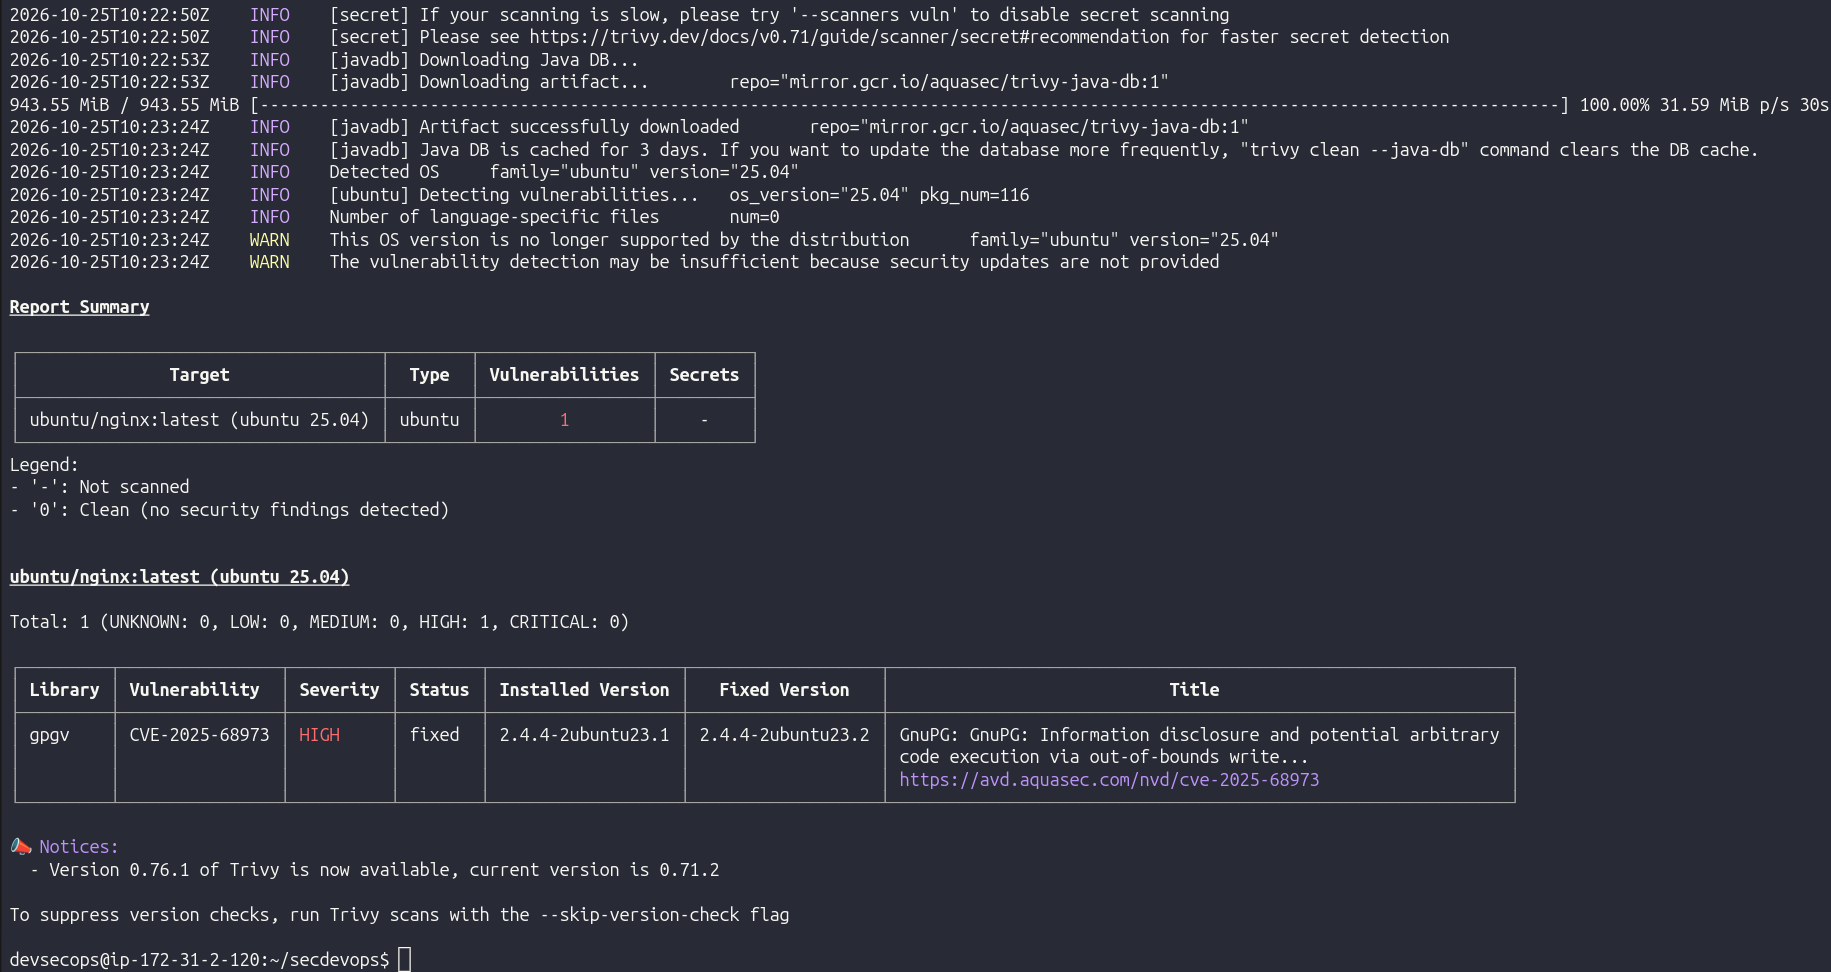 2026-10-25T10:22:50Z    INFO    [secret] If your scanning is slow, please try '--scanners vuln' to disable secret scanning
2026-10-25T10:22:50Z    INFO    [secret] Please see https://trivy.dev/docs/v0.71/guide/scanner/secret#recommendation for faster secret detection
2026-10-25T10:22:53Z    INFO    [javadb] Downloading Java DB...
2026-10-25T10:22:53Z    INFO    [javadb] Downloading artifact...        repo="mirror.gcr.io/aquasec/trivy-java-db:1"
943.55 MiB / 943.55 MiB [----------------------------------------------------------------------------------------------------------------------------------] 100.00% 31.59 MiB p/s 30s
2026-10-25T10:23:24Z    INFO    [javadb] Artifact successfully downloaded       repo="mirror.gcr.io/aquasec/trivy-java-db:1"
2026-10-25T10:23:24Z    INFO    [javadb] Java DB is cached for 3 days. If you want to update the database more frequently, "trivy clean --java-db" command clears the DB cache.
2026-10-25T10:23:24Z    INFO    Detected OS     family="ubuntu" version="25.04"
2026-10-25T10:23:24Z    INFO    [ubuntu] Detecting vulnerabilities...   os_version="25.04" pkg_num=116
2026-10-25T10:23:24Z    INFO    Number of language-specific files       num=0
2026-10-25T10:23:24Z    WARN    This OS version is no longer supported by the distribution      family="ubuntu" version="25.04"
2026-10-25T10:23:24Z    WARN    The vulnerability detection may be insufficient because security updates are not provided
Report Summary
Target Type Vulnerabilities Secrets
ubuntu/nginx:latest (ubuntu 25.04) ubuntu 1 -
Legend:
- '-': Not scanned
- '0': Clean (no security findings detected)
ubuntu/nginx:latest (ubuntu 25.04)
Total: 1 (UNKNOWN: 0, LOW: 0, MEDIUM: 0, HIGH: 1, CRITICAL: 0)
Library Vulnerability Severity Status Installed Version Fixed Version Title
gpgv CVE-2025-68973 HIGH fixed 2.4.4-2ubuntu23.1 2.4.4-2ubuntu23.2 GnuPG: GnuPG: Information disclosure and potential arbitrary
code execution via out-of-bounds write...
https://avd.aquasec.com/nvd/cve-2025-68973
📣 Notices:
  - Version 0.76.1 of Trivy is now available, current version is 0.71.2
To suppress version checks, run Trivy scans with the --skip-version-check flag
devsecops@ip-172-31-2-120:~/secdevops$